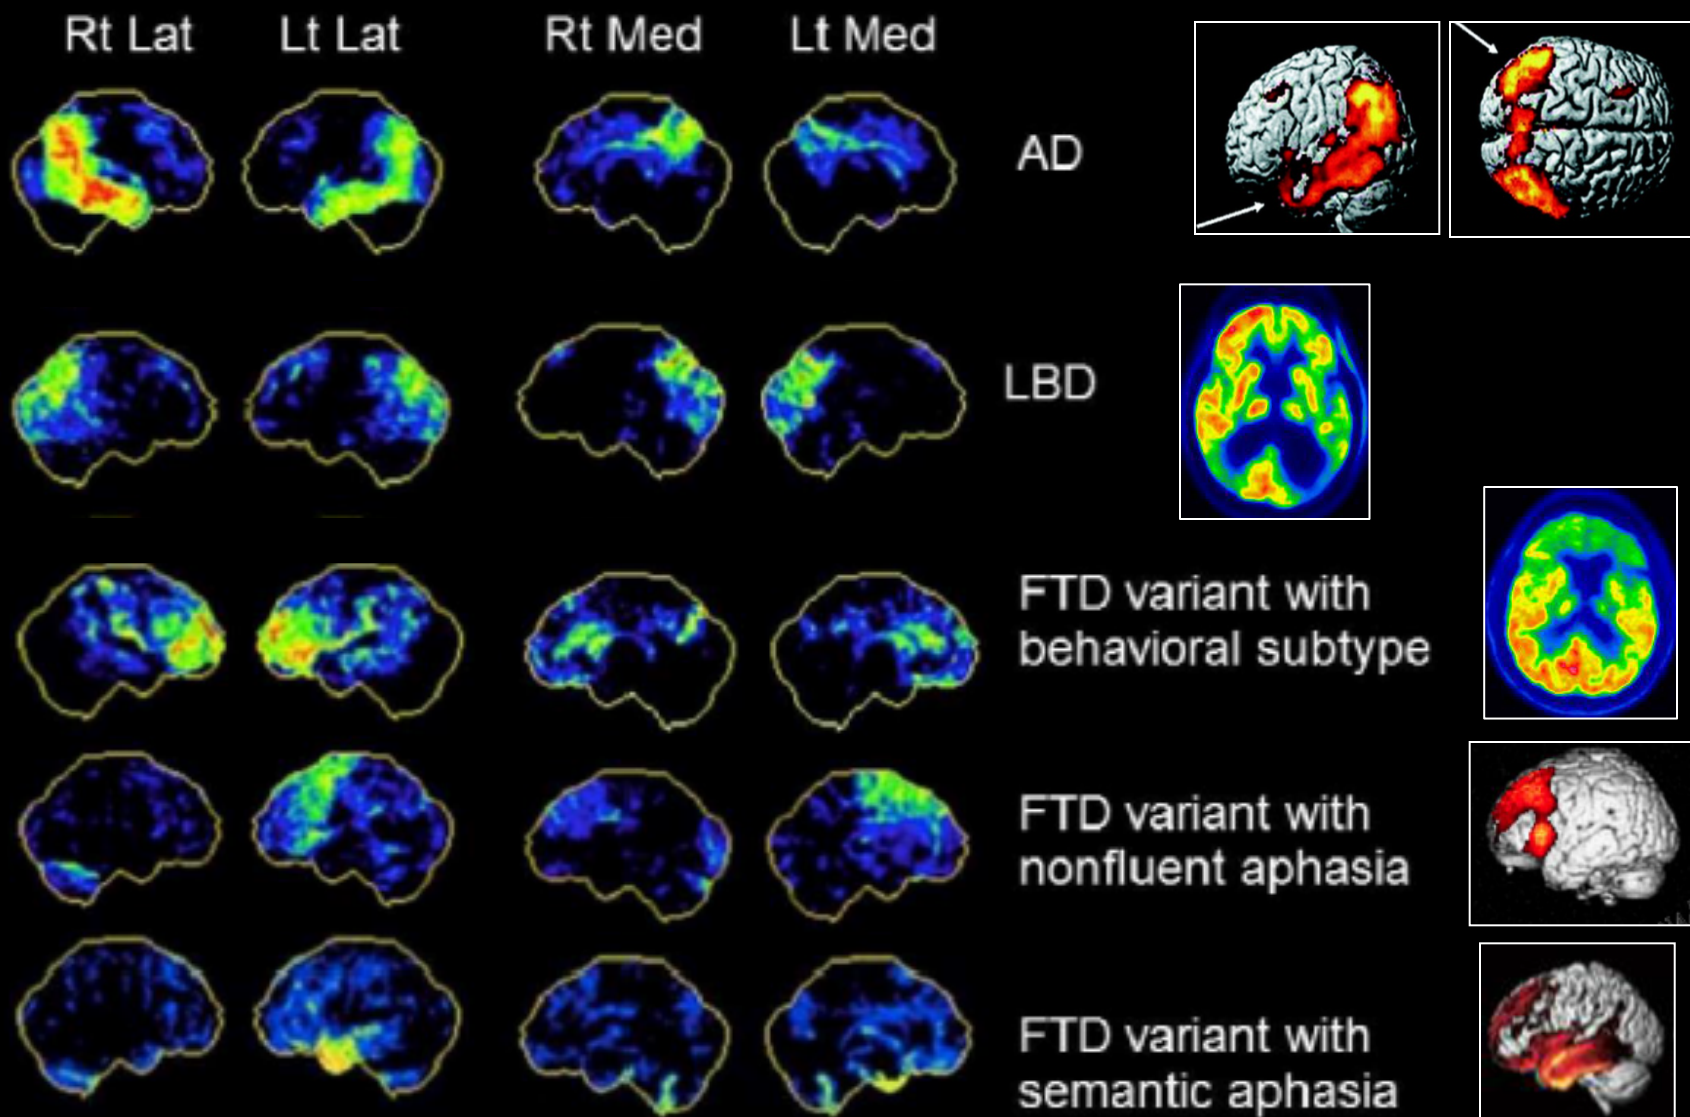 Rt Lat Lt Lat Rt Med Lt Med
AD
LBD
FTD variant with
behavioral subtype
FTD variant with
nonfluent aphasia
FTD variant with
semantic aphasia